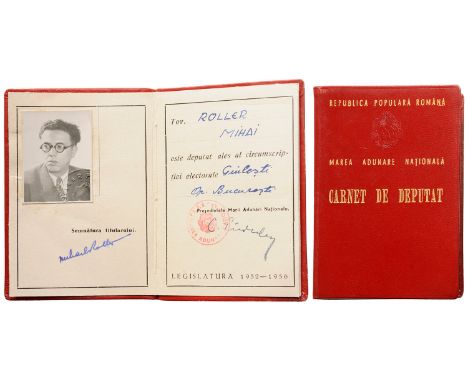 Semnătura titularului.
Mihail Roller
Tov. ROLLER
MIHAI
este deputat ales al circumscrip-
ției electorale Giulești
Or. București
Președintele Marii Adunări Naționale,
LEGISLATURA 1952—1956
REPUBLICA POPULARĂ ROMÂNĂ
MAREA ADUNARE NAȚIONALĂ
CARNET DE DEPUTAT